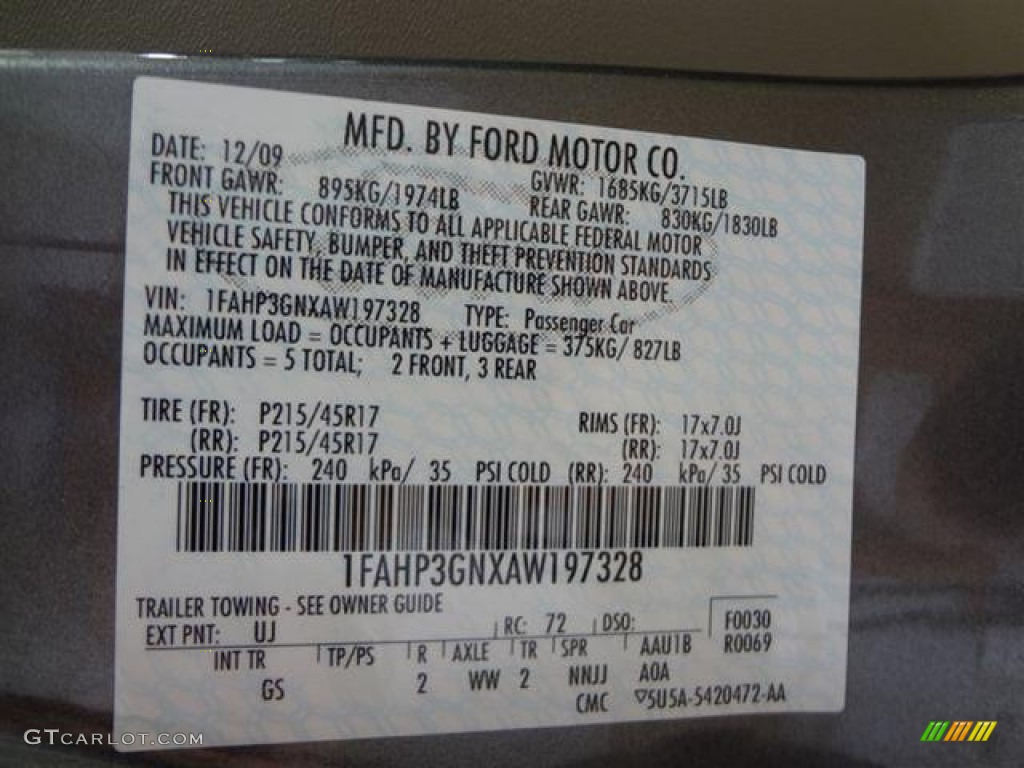 MFD. BY FORD MOTOR CO.
DATE: 12/09 GVWR: 1685KG/3715LB
FRONT GAWR: 895KG/1974LB REAR GAWR: 830KG/1830LB
THIS VEHICLE CONFORMS TO ALL APPLICABLE FEDERAL MOTOR
VEHICLE SAFETY, BUMPER, AND THEFT PREVENTION STANDARDS
IN EFFECT ON THE DATE OF MANUFACTURE SHOWN ABOVE.
VIN: 1FAHP3GNXAW197328 TYPE: Passenger Car
MAXIMUM LOAD = OCCUPANTS + LUGGAGE = 375KG/ 827LB
OCCUPANTS = 5 TOTAL; 2 FRONT, 3 REAR
TIRE (FR): P215/45R17 RIMS (FR): 17x7.0J
(RR): P215/45R17 (RR): 17x7.0J
PRESSURE (FR): 240 kPa/ 35 PSI COLD (RR): 240 kPa/ 35 PSI COLD
1FAHP3GNXAW197328
TRAILER TOWING - SEE OWNER GUIDE
EXT PNT: UJ RC: 72 DSO: F0030
INT TR TP/PS R AXLE TR SPR AAU1B R0069
GS 2 WW 2 NNJJ A0A
CMC ▽5U5A-5420472-AA
GTCARLOT.COM